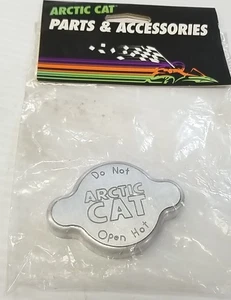 ARCTIC CAT
PARTS & ACCESSORIES
Do Not
ARCTIC
CAT
Open Hot